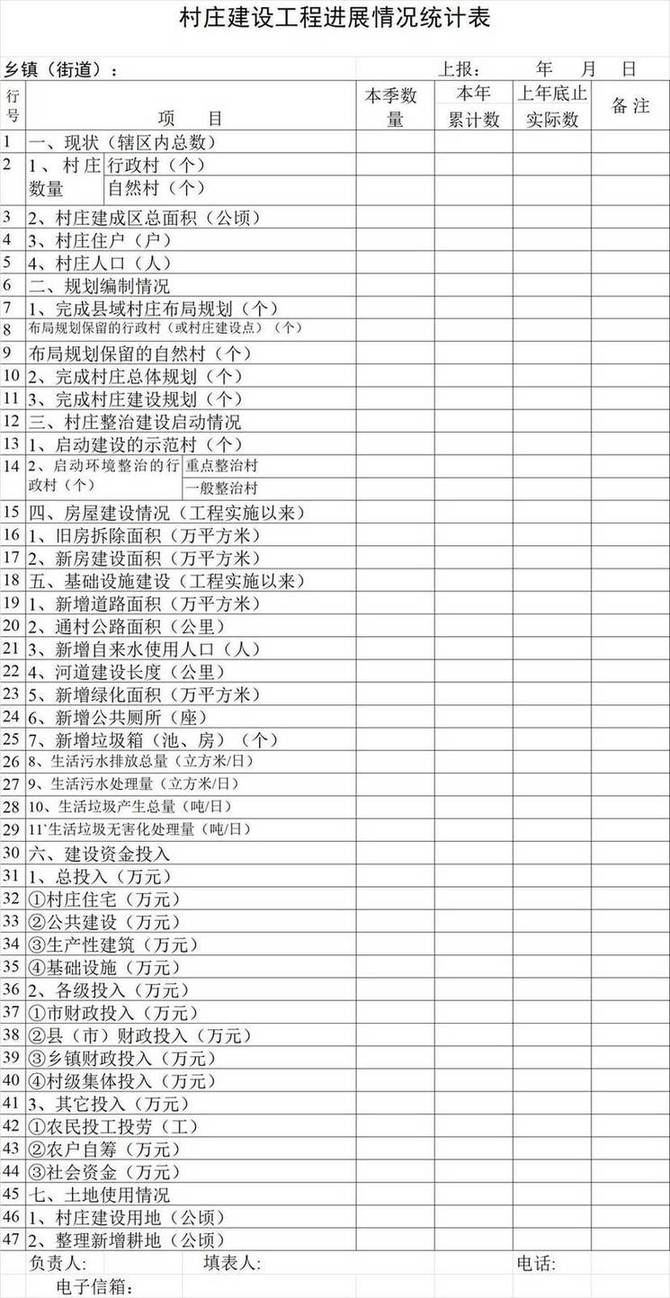 村庄建设工程进展情况统计表
乡镇（街道）： 上报： 年 月 日
行号 项 目 本季数量 本年累计数 上年底止实际数 备注
1 一、现状（辖区内总数）
2 1、村庄数量 行政村（个）
自然村（个）
3 2、村庄建成区总面积（公顷）
4 3、村庄住户（户）
5 4、村庄人口（人）
6 二、规划编制情况
7 1、完成县域村庄布局规划（个）
8 布局规划保留的行政村（或村庄建设点）（个）
9 布局规划保留的自然村（个）
10 2、完成村庄总体规划（个）
11 3、完成村庄建设规划（个）
12 三、村庄整治建设启动情况
13 1、启动建设的示范村（个）
14 2、启动环境整治的行政村（个） 重点整治村
一般整治村
15 四、房屋建设情况（工程实施以来）
16 1、旧房拆除面积（万平方米）
17 2、新房建设面积（万平方米）
18 五、基础设施建设（工程实施以来）
19 1、新增道路面积（万平方米）
20 2、通村公路面积（公里）
21 3、新增自来水使用人口（人）
22 4、河道建设长度（公里）
23 5、新增绿化面积（万平方米）
24 6、新增公共厕所（座）
25 7、新增垃圾箱（池、房）（个）
26 8、生活污水排放总量（立方米/日）
27 9、生活污水处理量（立方米/日）
28 10、生活垃圾产生总量（吨/日）
29 11`生活垃圾无害化处理量（吨/日）
30 六、建设资金投入
31 1、总投入（万元）
32 ①村庄住宅（万元）
33 ②公共建设（万元）
34 ③生产性建筑（万元）
35 ④基础设施（万元）
36 2、各级投入（万元）
37 ①市财政投入（万元）
38 ②县（市）财政投入（万元）
39 ③乡镇财政投入（万元）
40 ④村级集体投入（万元）
41 3、其它投入（万元）
42 ①农民投工投劳（工）
43 ②农户自筹（万元）
44 ③社会资金（万元）
45 七、土地使用情况
46 1、村庄建设用地（公顷）
47 2、整理新增耕地（公顷）
负责人: 填表人: 电话:
电子信箱：